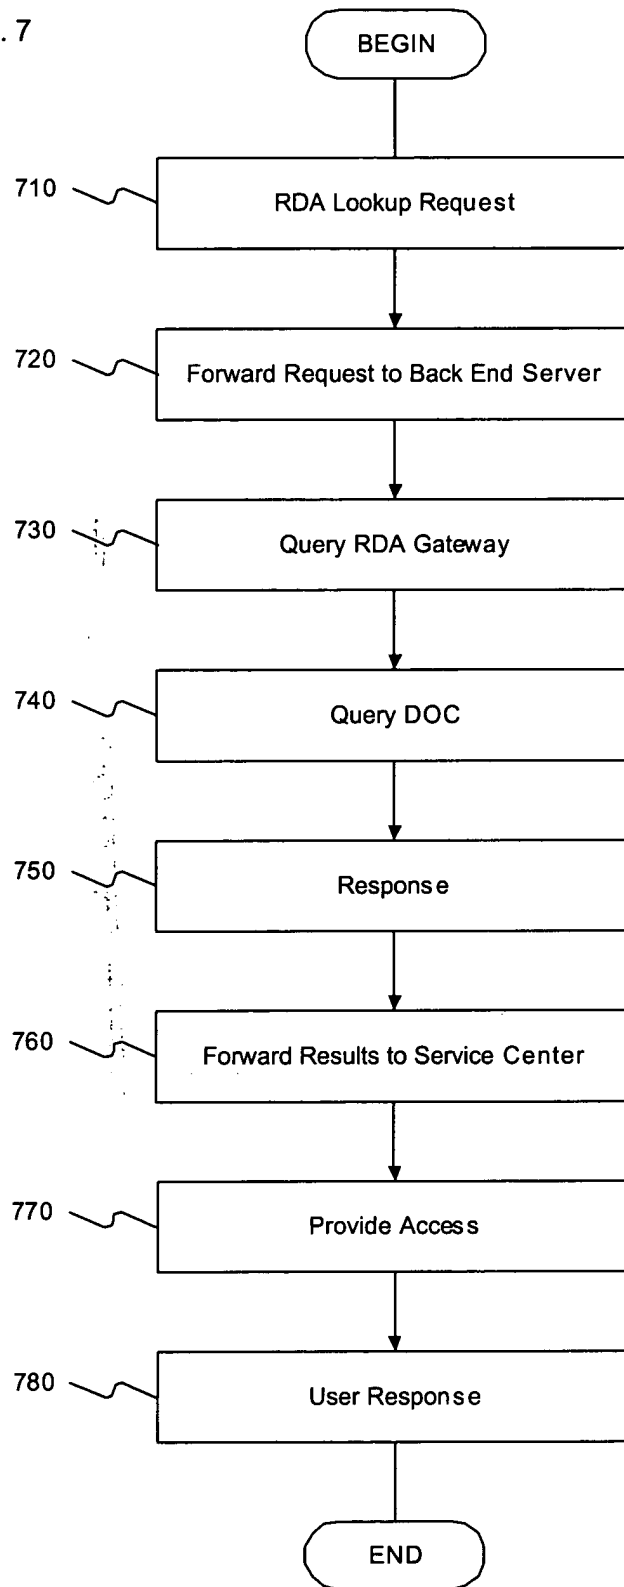 . 7
BEGIN
710
RDA Lookup Request
720
Forward Request to Back End Server
730
Query RDA Gateway
740
Query DOC
750
Response
760
Forward Results to Service Center
770
Provide Access
780
User Response
END